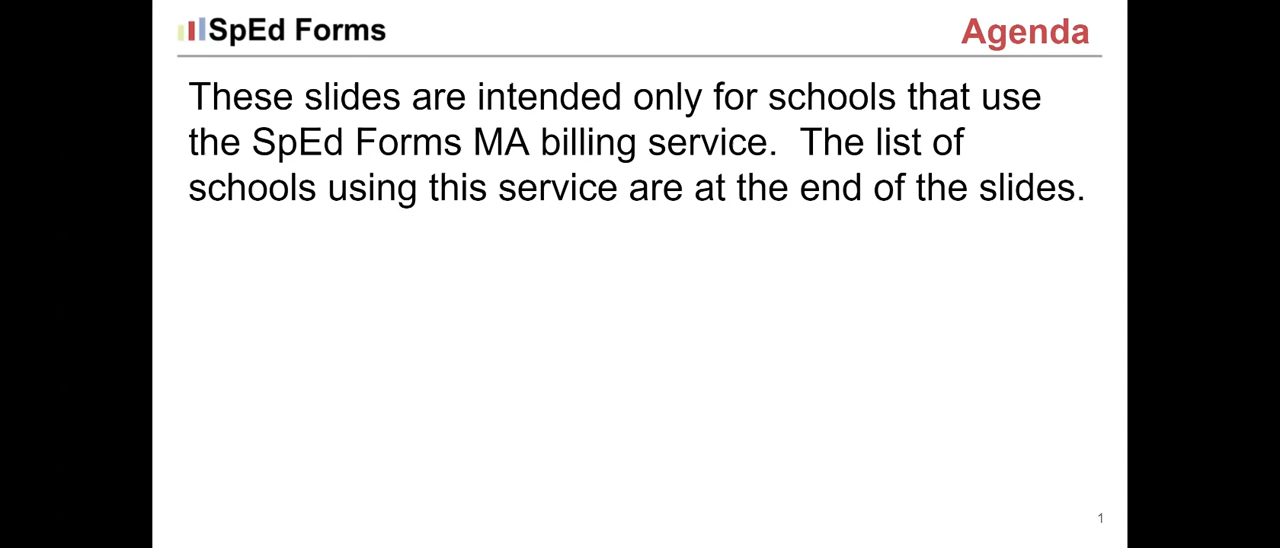 SpEd Forms
Agenda
These slides are intended only for schools that use
the SpEd Forms MA billing service.  The list of
schools using this service are at the end of the slides.
1